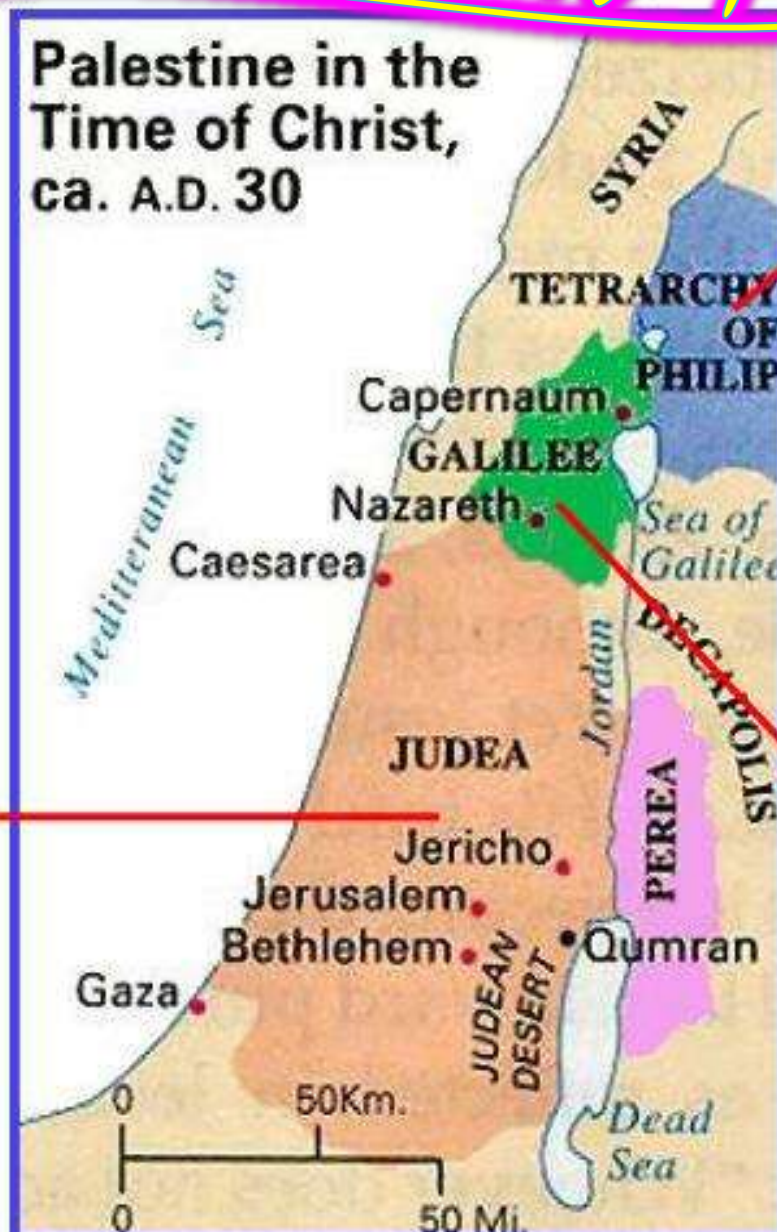 Palestine in the
Time of Christ,
ca. A.D. 30
SYRIA
Mediterranean Sea
TETRARCHY
OF
PHILIP
Capernaum
GALILEE
Nazareth
Sea of
Galilee
Caesarea
DECAPOLIS
Jordan
JUDEA
PEREA
Jericho
Jerusalem
Bethlehem
Qumran
JUDEAN
DESERT
Gaza
0 50Km.
Dead
Sea
0 50 Mi.